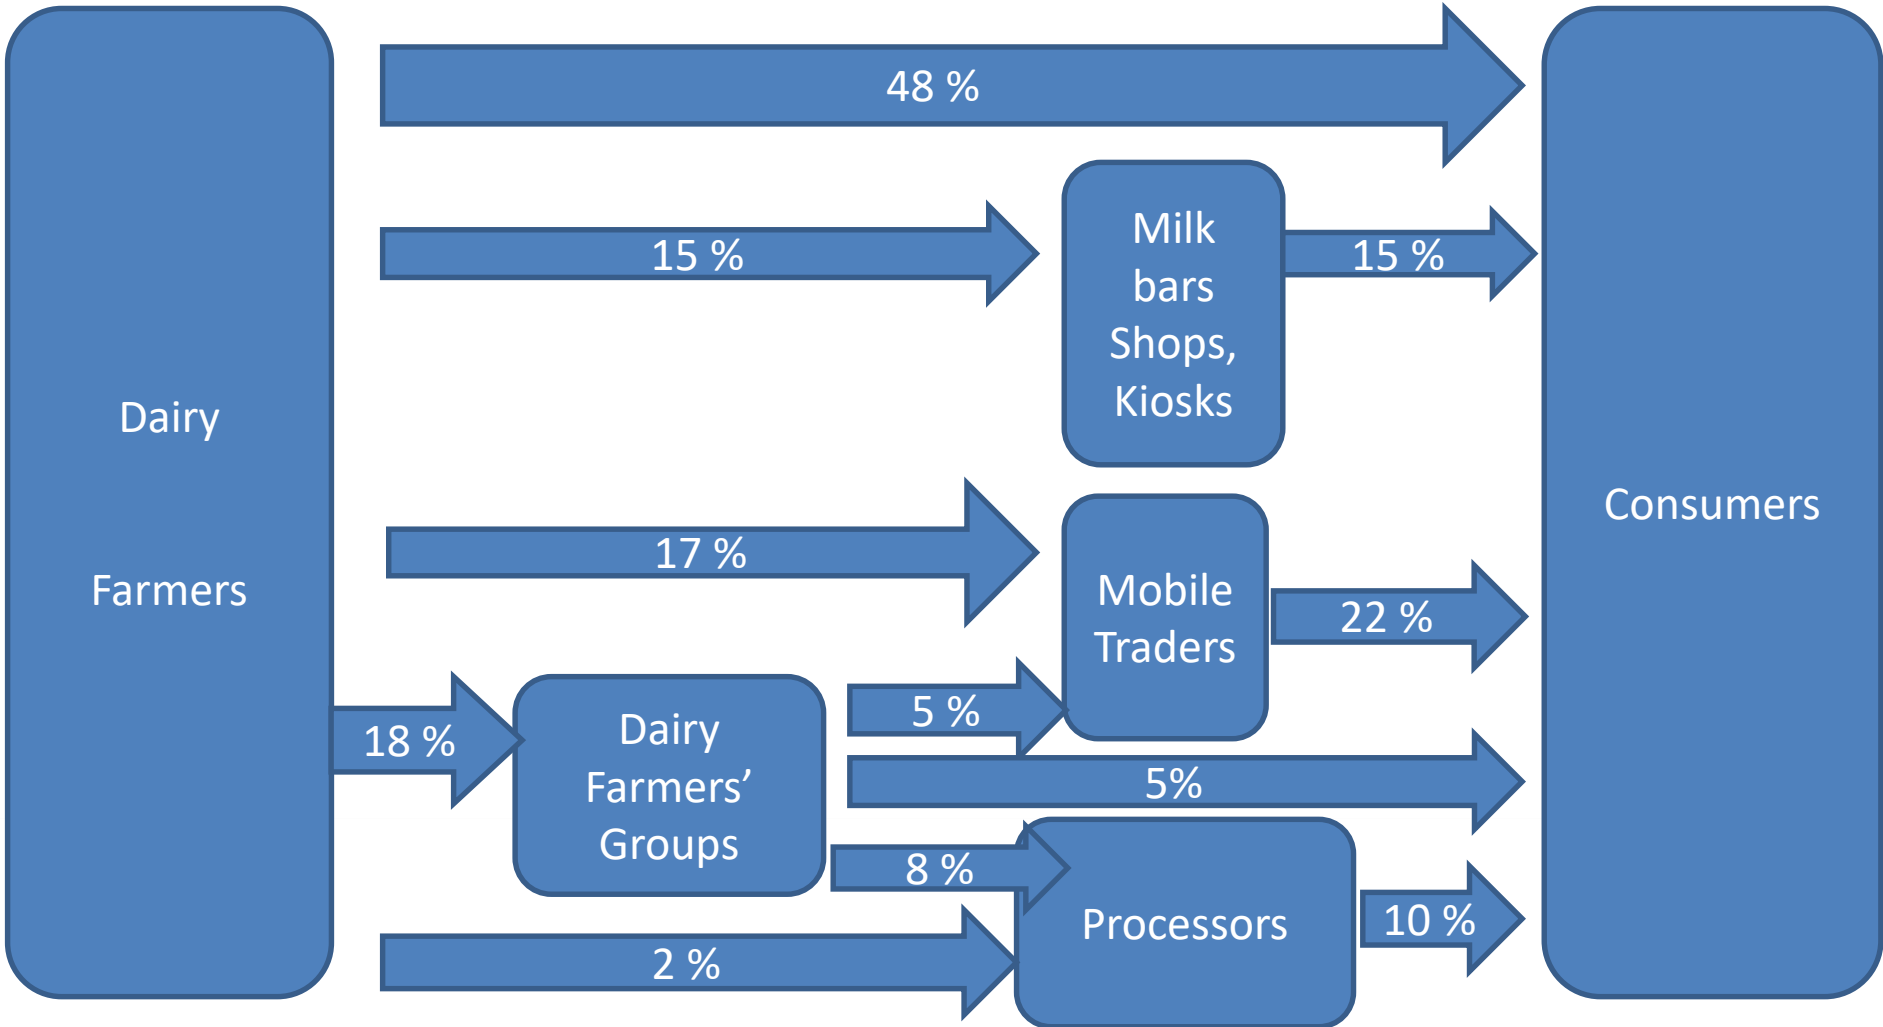 48 %
15 %
Milk
bars
Shops,
Kiosks
15 %
Dairy
Farmers
Consumers
17 %
Mobile
Traders
22 %
18 %
Dairy
Farmers’
Groups
5 %
5%
8 %
Processors
10 %
2 %